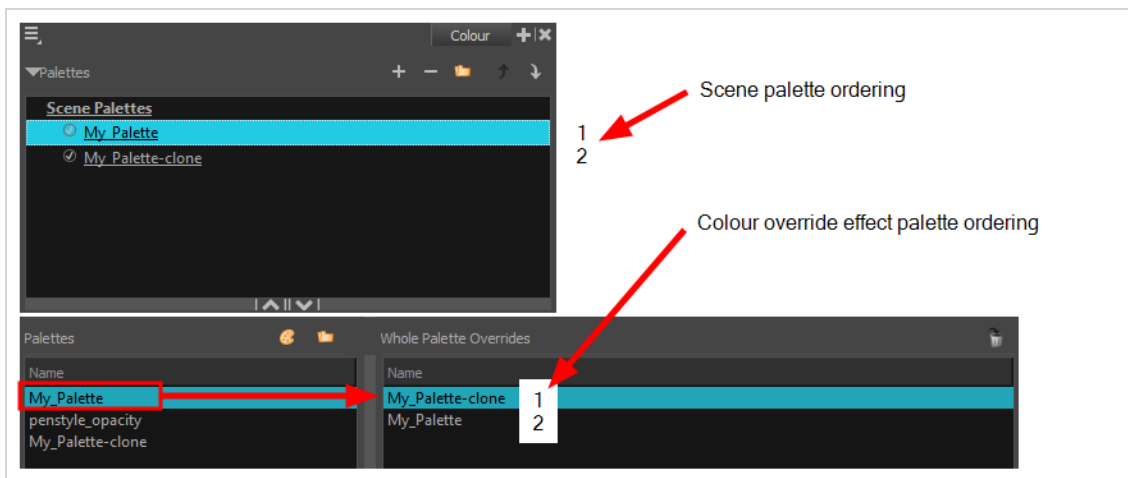 Colour
Palettes
Scene palette ordering
Scene Palettes
My_Palette
1
My_Palette-clone
2
Colour override effect palette ordering
Palettes
Whole Palette Overrides
Name
Name
My_Palette
My_Palette-clone
1
penstyle_opacity
My_Palette
2
My_Palette-clone